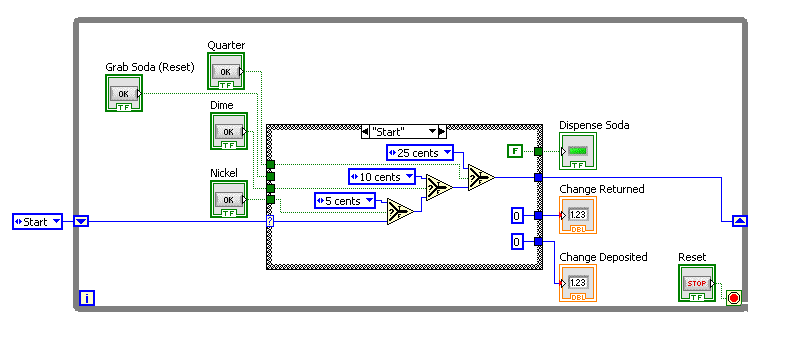 Quarter
OK
TF
Grab Soda (Reset)
OK
TF
Dime
OK
TF
"Start"
Dispense Soda
F
TF
25 cents
Nickel
OK
TF
10 cents
? T F
5 cents
? T F
? T F
Change Returned
Start
?
0
1.23
DBL
0
Change Deposited
1.23
DBL
Reset
STOP
TF
i